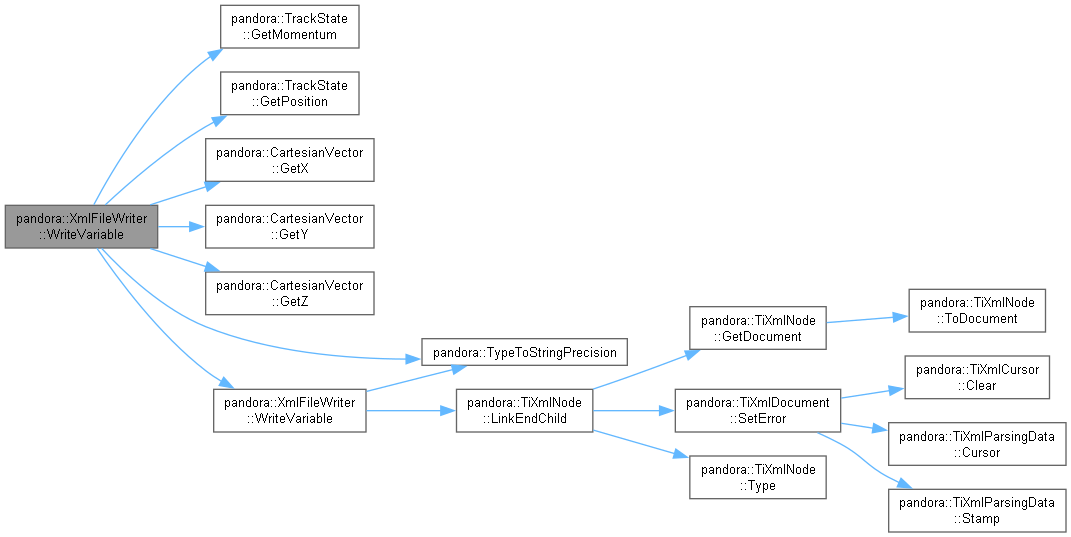 pandora::TrackState
::GetMomentum
pandora::TrackState
::GetPosition
pandora::CartesianVector
::GetX
pandora::XmlFileWriter
::WriteVariable
pandora::CartesianVector
::GetY
pandora::CartesianVector
::GetZ
pandora::TypeToStringPrecision
pandora::XmlFileWriter
::WriteVariable
pandora::TiXmlNode
::LinkEndChild
pandora::TiXmlNode
::GetDocument
pandora::TiXmlNode
::ToDocument
pandora::TiXmlDocument
::SetError
pandora::TiXmlCursor
::Clear
pandora::TiXmlParsingData
::Cursor
pandora::TiXmlNode
::Type
pandora::TiXmlParsingData
::Stamp